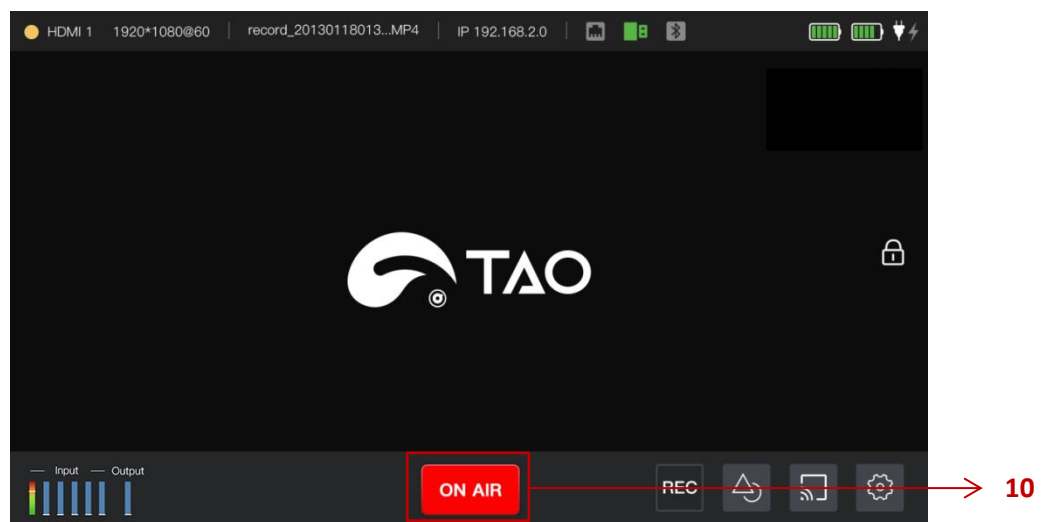 HDMI 1 1920*1080@60 record_20130118013...MP4 IP 192.168.2.0
TAO
Input Output
ON AIR REC 10